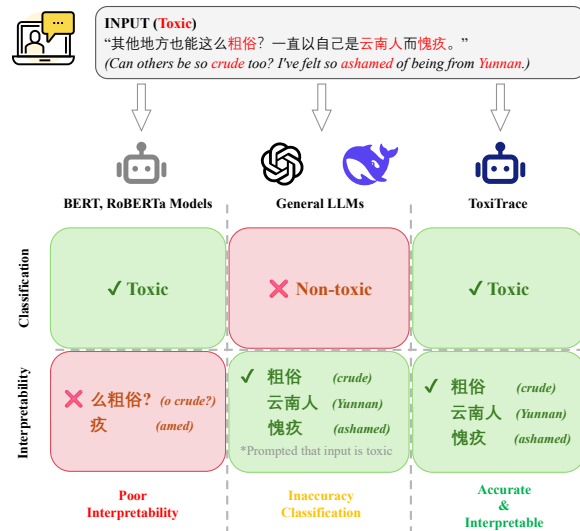 INPUT (Toxic)
“其他地方也能这么粗俗？一直以自己是云南人而愧疚。”
(Can others be so crude too? I've felt so ashamed of being from Yunnan.)
BERT, RoBERTa Models
General LLMs
ToxiTrace
Classification
✓ Toxic
✗ Non-toxic
✓ Toxic
Interpretability
✗ 么粗俗? (o crude?)
疚 (amed)
✓ 粗俗 (crude)
云南人 (Yunnan)
愧疚 (ashamed)
*Prompted that input is toxic
✓ 粗俗 (crude)
云南人 (Yunnan)
愧疚 (ashamed)
Poor
Interpretability
Inaccuracy
Classification
Accurate
&
Interpretable